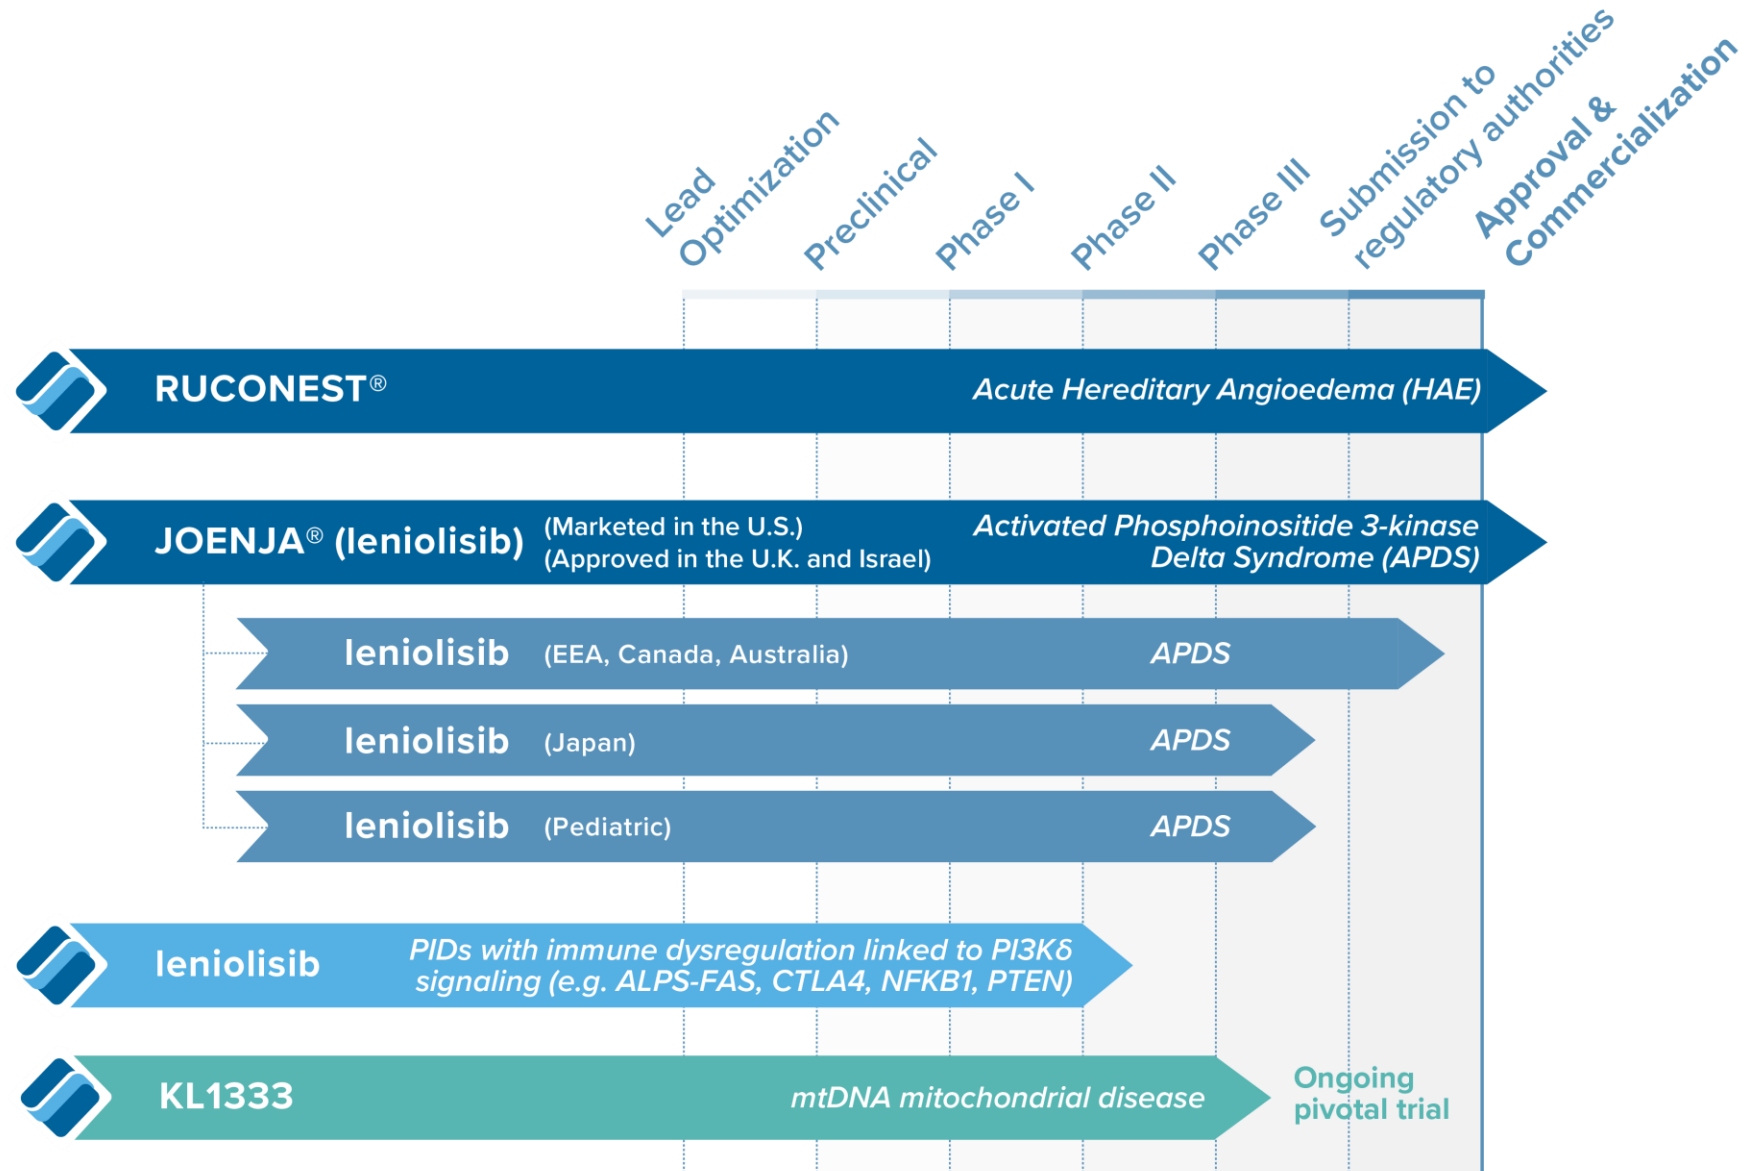 Lead
Optimization
Preclinical
Phase I
Phase II
Phase III
Submission to
regulatory authorities
Approval &
Commercialization
RUCONEST®
Acute Hereditary Angioedema (HAE)
JOENJA® (leniolisib)
(Marketed in the U.S.)
(Approved in the U.K. and Israel)
Activated Phosphoinositide 3-kinase
Delta Syndrome (APDS)
leniolisib (EEA, Canada, Australia) APDS
leniolisib (Japan) APDS
leniolisib (Pediatric) APDS
leniolisib
PIDs with immune dysregulation linked to PI3Kδ
signaling (e.g. ALPS-FAS, CTLA4, NFKB1, PTEN)
KL1333
mtDNA mitochondrial disease
Ongoing
pivotal trial